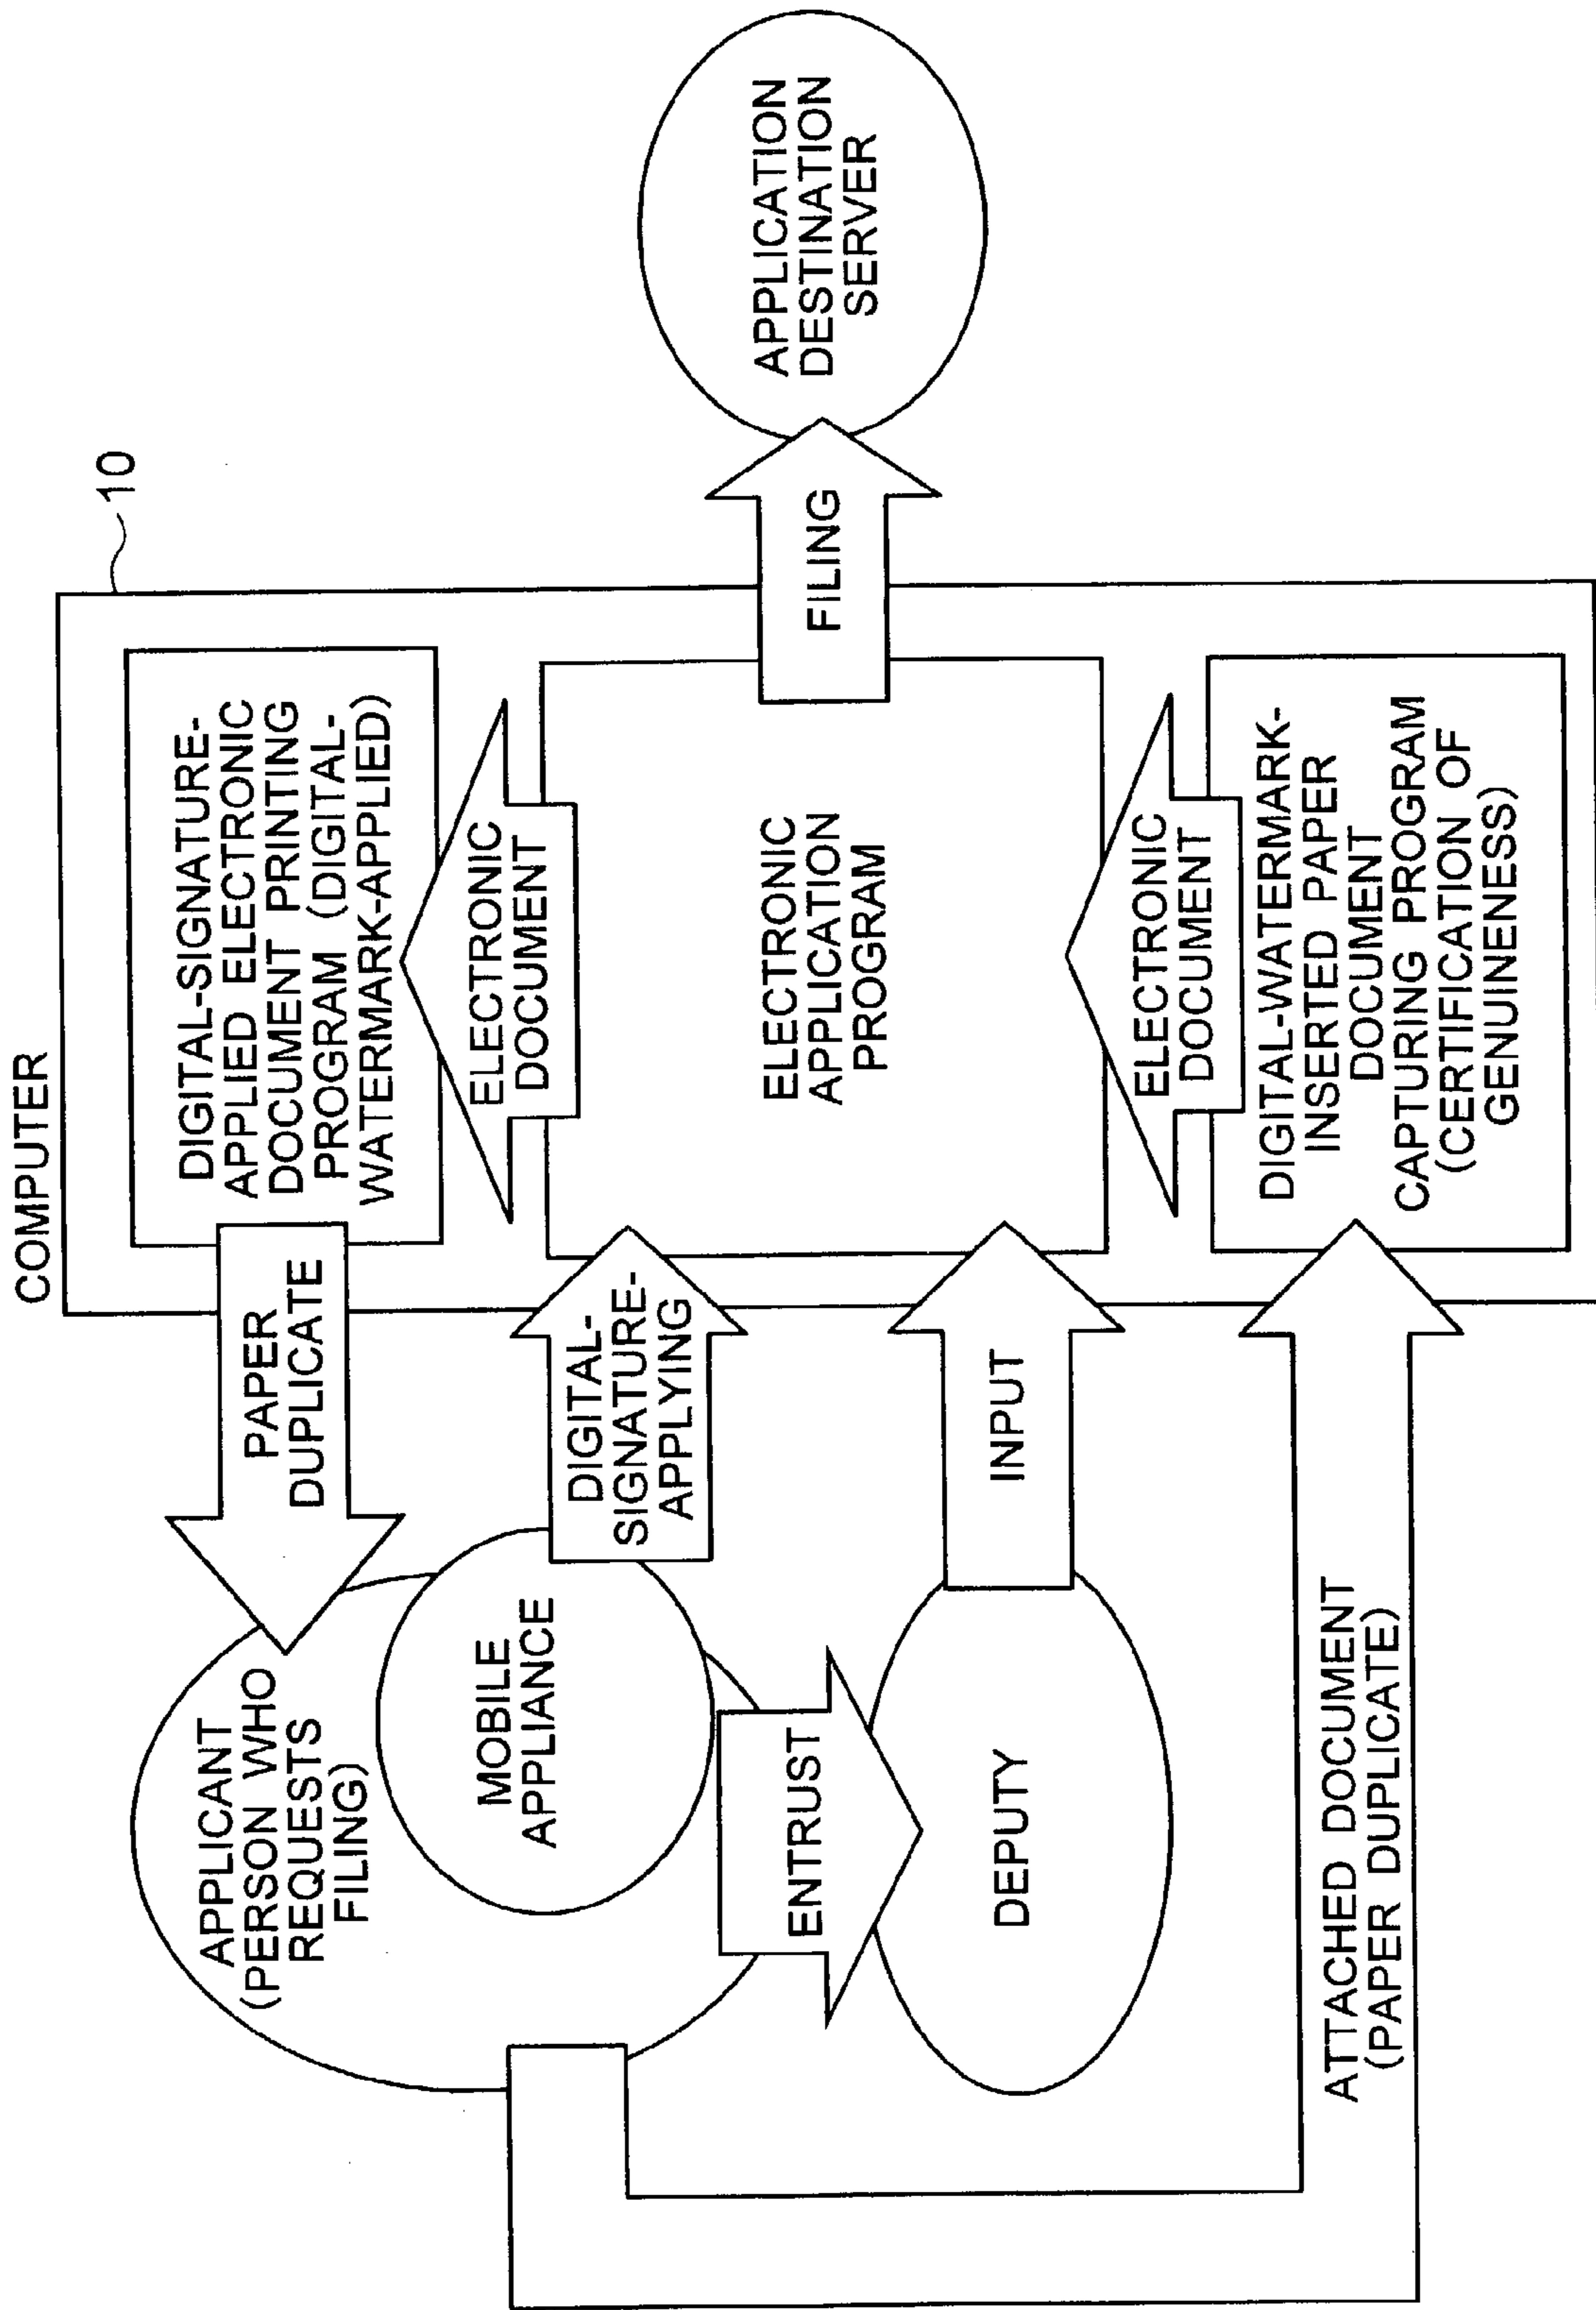 COMPUTER
10
APPLICANT
(PERSON WHO
REQUESTS
FILING)
MOBILE
APPLIANCE
ENTRUST
DEPUTY
PAPER
DUPLICATE
DIGITAL-
SIGNATURE-
APPLYING
INPUT
ATTACHED DOCUMENT
(PAPER DUPLICATE)
DIGITAL-SIGNATURE-
APPLIED ELECTRONIC
DOCUMENT PRINTING
PROGRAM (DIGITAL-
WATERMARK-APPLIED)
ELECTRONIC
DOCUMENT
ELECTRONIC
APPLICATION
PROGRAM
ELECTRONIC
DOCUMENT
DIGITAL-WATERMARK-
INSERTED PAPER
DOCUMENT
CAPTURING PROGRAM
(CERTIFICATION OF
GENUINENESS)
FILING
APPLICATION
DESTINATION
SERVER